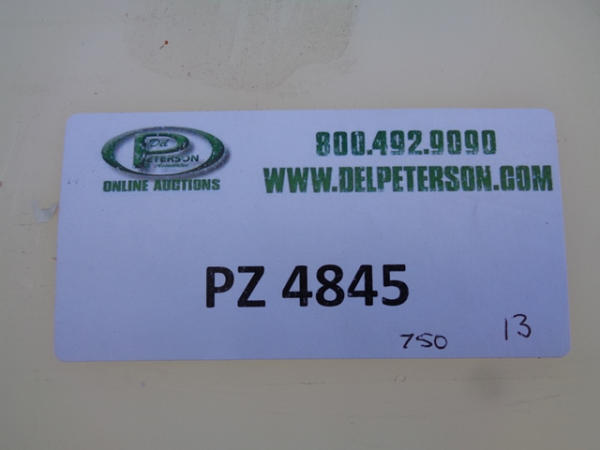 Del
PETERSON
ONLINE AUCTIONS
800.492.9090
WWW.DELPETERSON.COM
PZ 4845
750
13